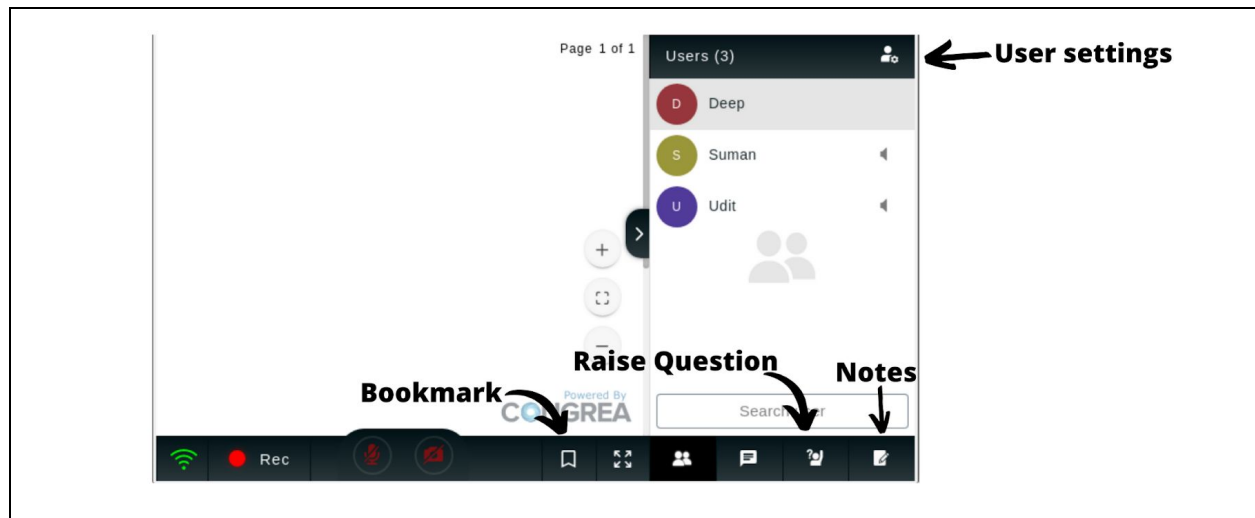 Page 1 of 1
Users (3)
User settings
D Deep
S Suman
U Udit
Raise Question
Notes
Bookmark
Powered By
CONGREA
Search
Rec